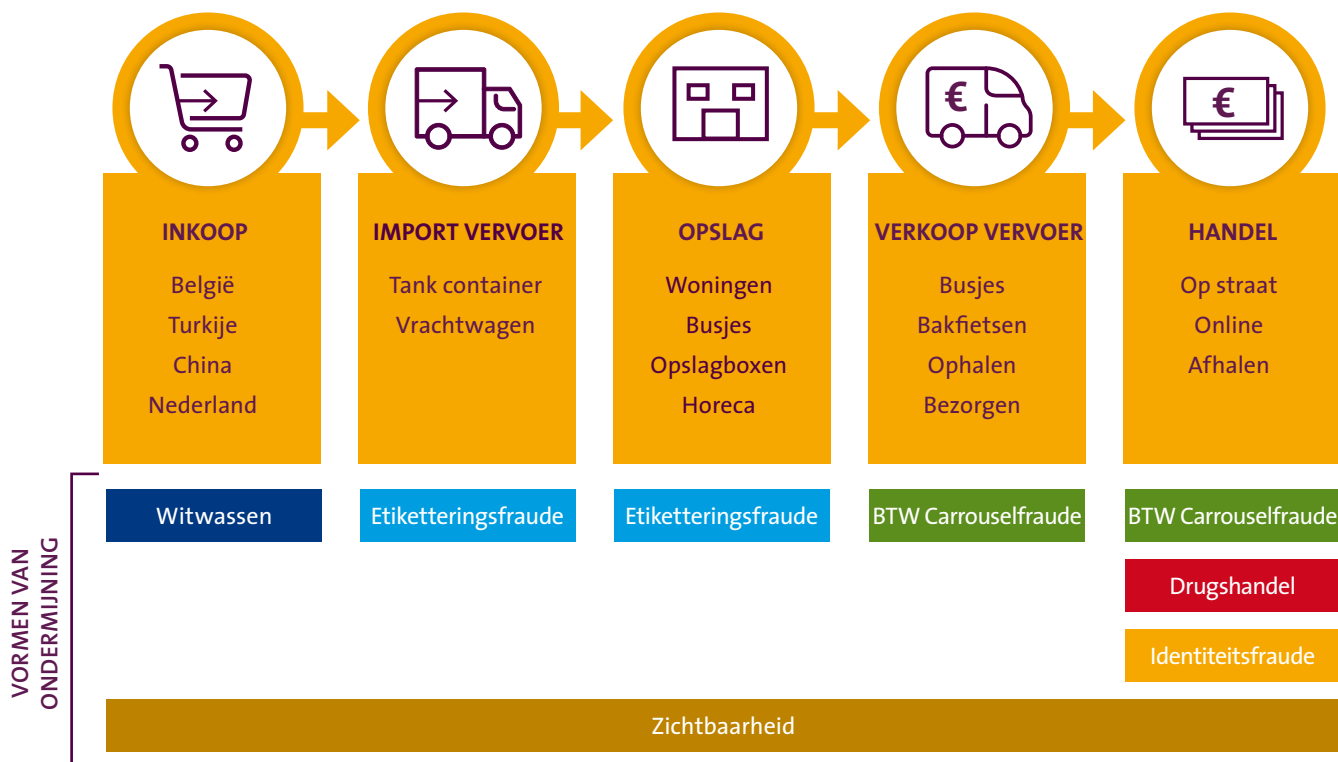 €
€
INKOOP
België
Turkije
China
Nederland
IMPORT VERVOER
Tank container
Vrachtwagen
OPSLAG
Woningen
Busjes
Opslagboxen
Horeca
VERKOOP VERVOER
Busjes
Bakfietsen
Ophalen
Bezorgen
HANDEL
Op straat
Online
Afhalen
VORMEN VAN
ONDERMIJNING
Witwassen
Etiketteringsfraude
Etiketteringsfraude
BTW Carrouselfraude
BTW Carrouselfraude
Drugshandel
Identiteitsfraude
Zichtbaarheid